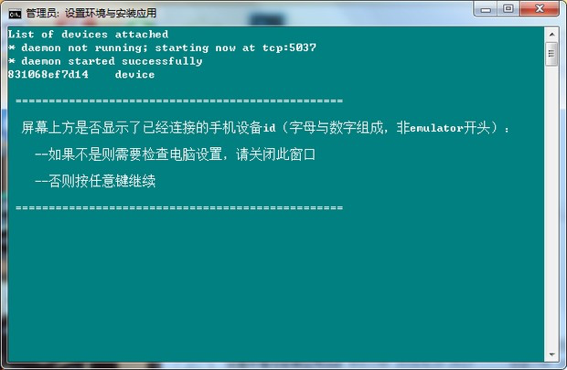 管理员: 设置环境与安装应用
List of devices attached
* daemon not running; starting now at tcp:5037
* daemon started successfully
831068ef7d14    device
================================================
屏幕上方是否显示了已经连接的手机设备id（字母与数字组成，非emulator开头）：
--如果不是则需要检查电脑设置，请关闭此窗口
--否则按任意键继续
================================================